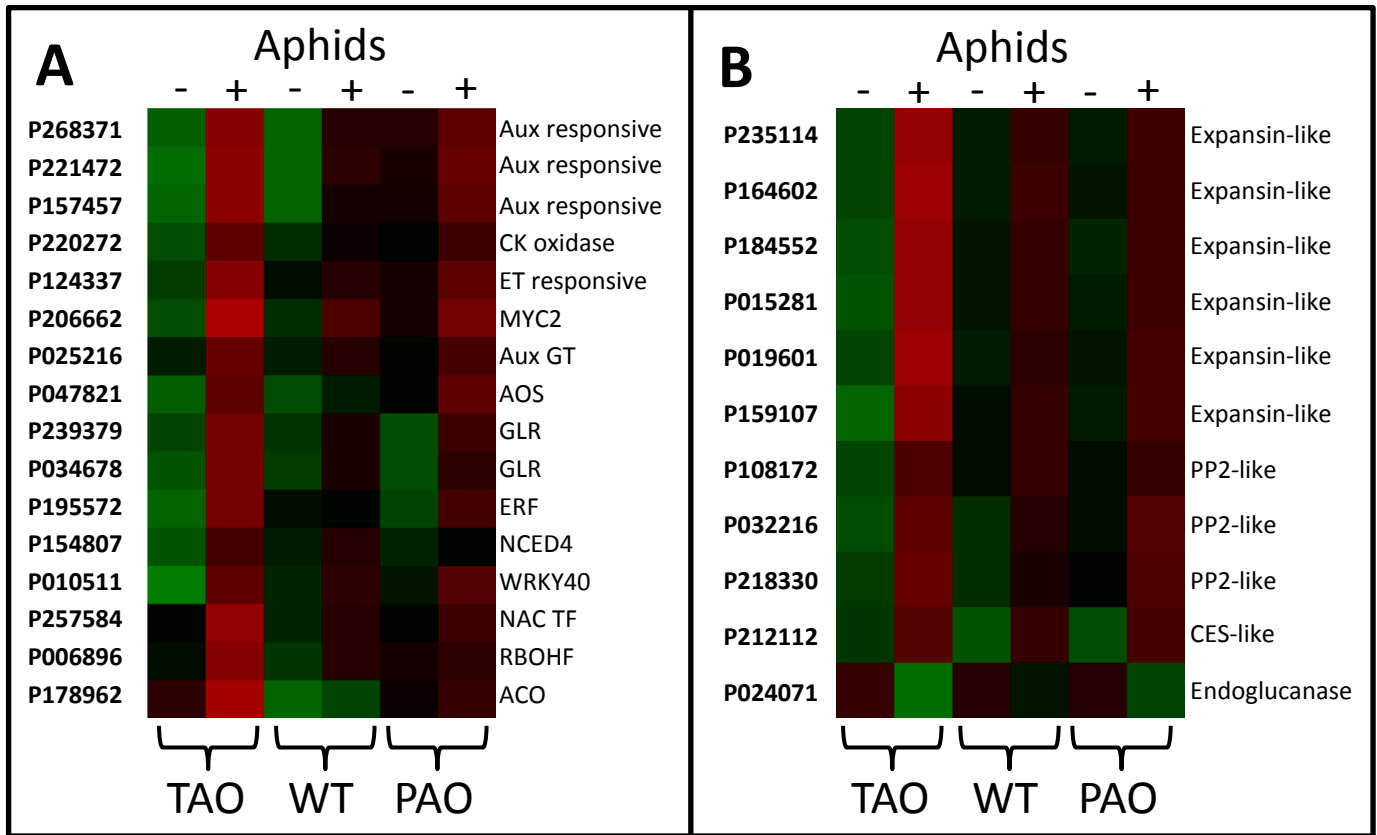 A
Aphids
- + - + - +
P268371 Aux responsive
P221472 Aux responsive
P157457 Aux responsive
P220272 CK oxidase
P124337 ET responsive
P206662 MYC2
P025216 Aux GT
P047821 AOS
P239379 GLR
P034678 GLR
P195572 ERF
P154807 NCED4
P010511 WRKY40
P257584 NAC TF
P006896 RBOHF
P178962 ACO
TAO WT PAO
B
Aphids
- + - + - +
P235114 Expansin-like
P164602 Expansin-like
P184552 Expansin-like
P015281 Expansin-like
P019601 Expansin-like
P159107 Expansin-like
P108172 PP2-like
P032216 PP2-like
P218330 PP2-like
P212112 CES-like
P024071 Endoglucanase
TAO WT PAO